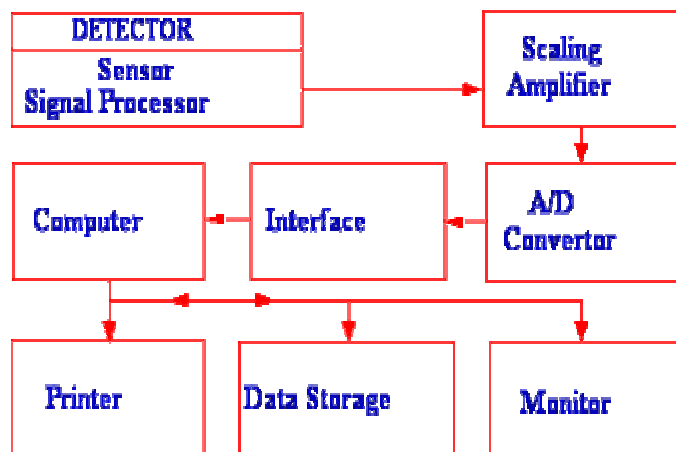 DETECTOR
Sensor
Signal Processor
Scaling
Amplifier
Computer
Interface
A/D
Convertor
Printer
Data Storage
Monitor